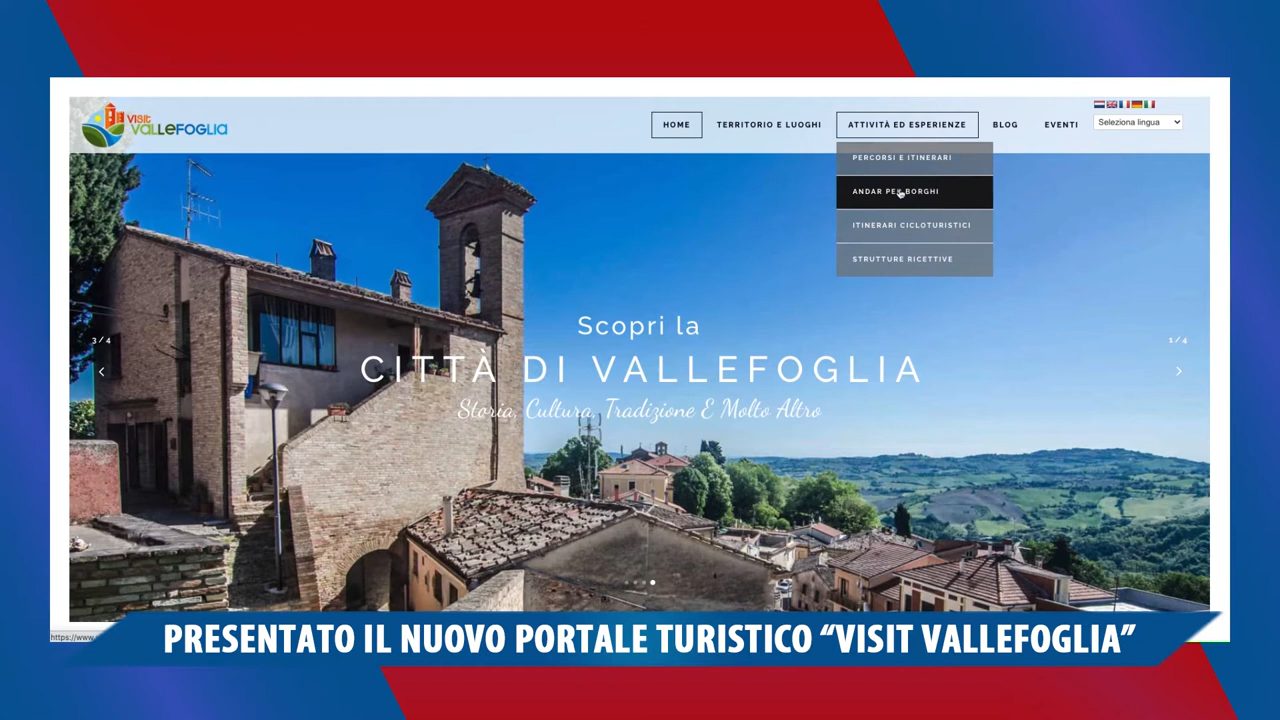 visit
VALLEFOGLIA
HOME
TERRITORIO E LUOGHI
ATTIVITÀ ED ESPERIENZE
BLOG
EVENTI
Seleziona lingua
PERCORSI E ITINERARI
ANDAR PER BORGHI
ITINERARI CICLOTURISTICI
STRUTTURE RICETTIVE
3/4
1/4
Scopri la
CITTÀ DI VALLEFOGLIA
Storia, Cultura, Tradizione E Molto Altro
https://www.
PRESENTATO IL NUOVO PORTALE TURISTICO “VISIT VALLEFOGLIA”